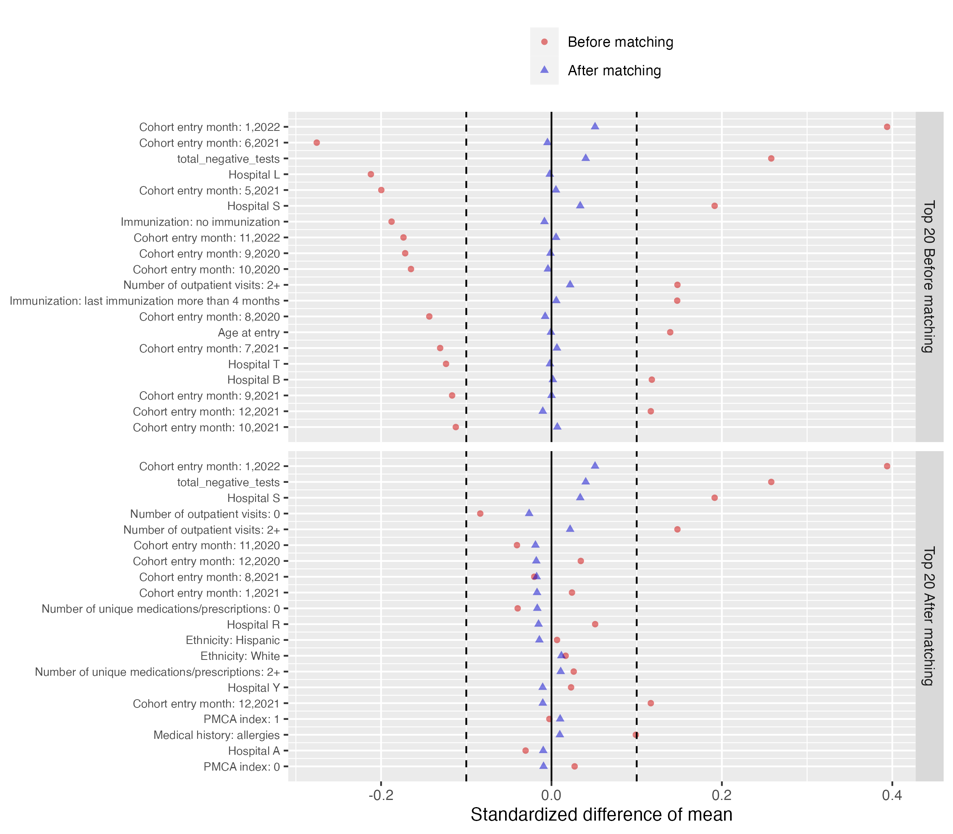 Before matching
After matching
Cohort entry month: 1,2022
Cohort entry month: 6,2021
total_negative_tests
Hospital L
Cohort entry month: 5,2021
Hospital S
Immunization: no immunization
Cohort entry month: 11,2022
Cohort entry month: 9,2020
Cohort entry month: 10,2020
Number of outpatient visits: 2+
Immunization: last immunization more than 4 months
Cohort entry month: 8,2020
Age at entry
Cohort entry month: 7,2021
Hospital T
Hospital B
Cohort entry month: 9,2021
Cohort entry month: 12,2021
Cohort entry month: 10,2021
Top 20 Before matching
Cohort entry month: 1,2022
total_negative_tests
Hospital S
Number of outpatient visits: 0
Number of outpatient visits: 2+
Cohort entry month: 11,2020
Cohort entry month: 12,2020
Cohort entry month: 8,2021
Cohort entry month: 1,2021
Number of unique medications/prescriptions: 0
Hospital R
Ethnicity: Hispanic
Ethnicity: White
Number of unique medications/prescriptions: 2+
Hospital Y
Cohort entry month: 12,2021
PMCA index: 1
Medical history: allergies
Hospital A
PMCA index: 0
Top 20 After matching
-0.2 0.0 0.2 0.4
Standardized difference of mean